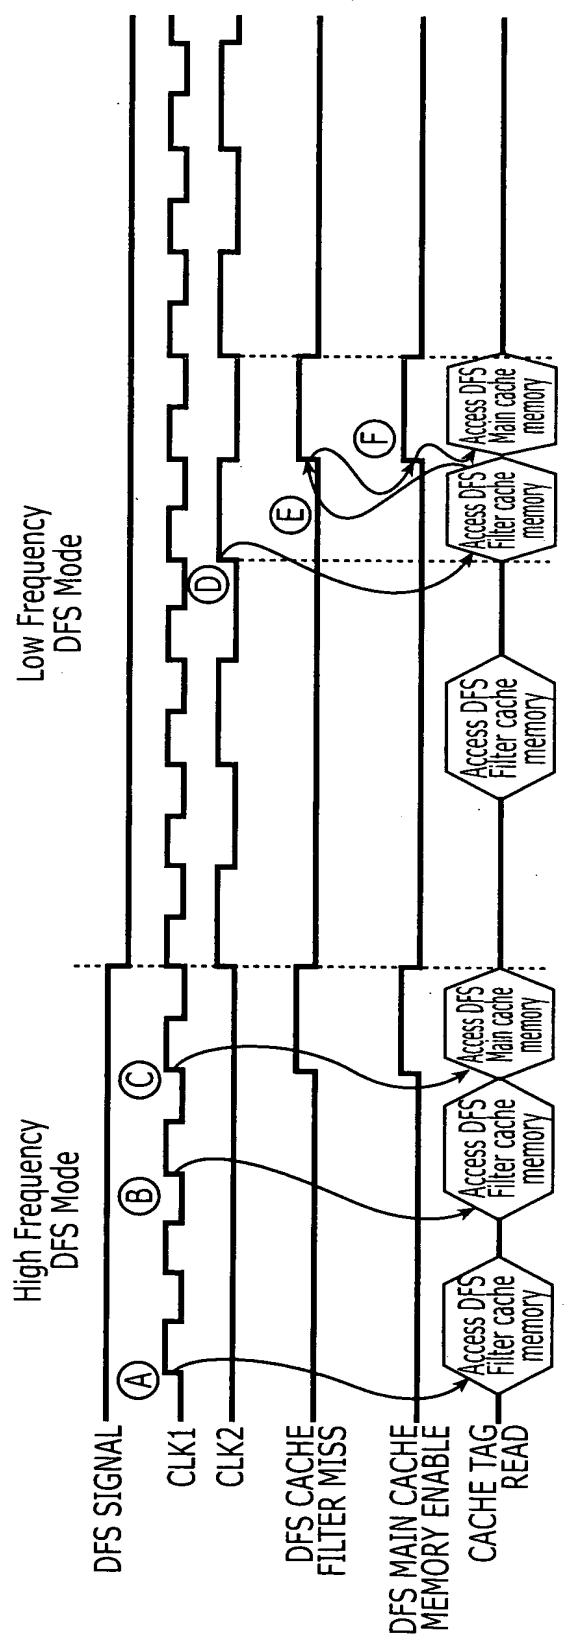 High Frequency
DFS Mode
Low Frequency
DFS Mode
DFS SIGNAL
CLK1
A
B
C
CLK2
D
DFS CACHE
FILTER MISS
E
DFS MAIN CACHE
MEMORY ENABLE
F
CACHE TAG
READ
Access DFS
Filter cache
memory
Access DFS
Filter cache
memory
Access DFS
Main cache
memory
Access DFS
Filter cache
memory
Access DFS
Filter cache
memory
Access DFS
Main cache
memory